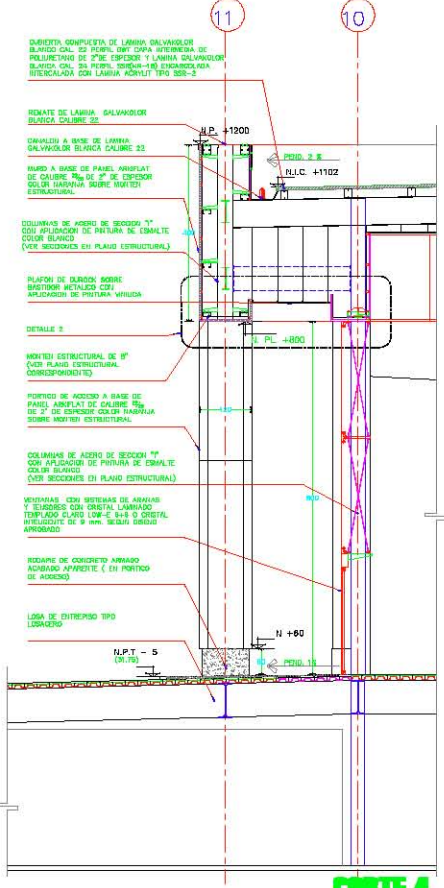 11
10
CUBIERTA COMPUESTA DE LAMINA GALVAKOLOR
BLANCO CAL. 22 PERFIL CAPA INTERMEDIA DE
POLIURETANO DE 2" DE ESPESOR Y LAMINA GALVAKOLOR
BLANCA CAL. 24 PERFIL ENGARGOLADA
INTERCALADA CON LAMINA ACRYLIT TIPO
REMATE DE LAMINA GALVAKOLOR
BLANCA CALIBRE 22
CANALON A BASE DE LAMINA
GALVAKOLOR BLANCA CALIBRE 22
MURO A BASE DE PANEL
DE CALIBRE DE 2" DE ESPESOR
COLOR NARANJA SOBRE MONTEN
ESTRUCTURAL
COLUMNAS DE ACERO DE SECCION "I"
CON APLICACION DE PINTURA DE ESMALTE
COLOR BLANCO
(VER SECCIONES EN PLANO ESTRUCTURAL)
PLAFON DE DUROCK SOBRE
BASTIDOR METALICO CON
APLICACION DE PINTURA VINILICA
DETALLE 2
MONTEN ESTRUCTURAL DE 8"
(VER PLANO ESTRUCTURAL
CORRESPONDIENTE)
PORTICO DE ACCESO A BASE DE
PANEL DE CALIBRE
DE 2" DE ESPESOR COLOR NARANJA
SOBRE MONTEN ESTRUCTURAL
COLUMNAS DE ACERO DE SECCION "I"
CON APLICACION DE PINTURA DE ESMALTE
COLOR BLANCO
(VER SECCIONES EN PLANO ESTRUCTURAL)
VENTANAS CON SISTEMAS DE ARANAS
Y TENSORES CON CRISTAL LAMINADO
TEMPLADO CLARO LOW-E O CRISTAL
INTELIGENTE DE 9 mm. SEGUN DISENO
APROBADO
RODAPIE DE CONCRETO ARMADO
ACABADO APARENTE ( EN PORTICO
DE ACCESO)
LOSA DE ENTREPISO TIPO
LOSACERO
N.P. +1200
PEND. 2 %
N.I.C. +1102
N. PL. +800
800
N +60
60
PEND. 1%
N.P.T - 5
CORTE 4